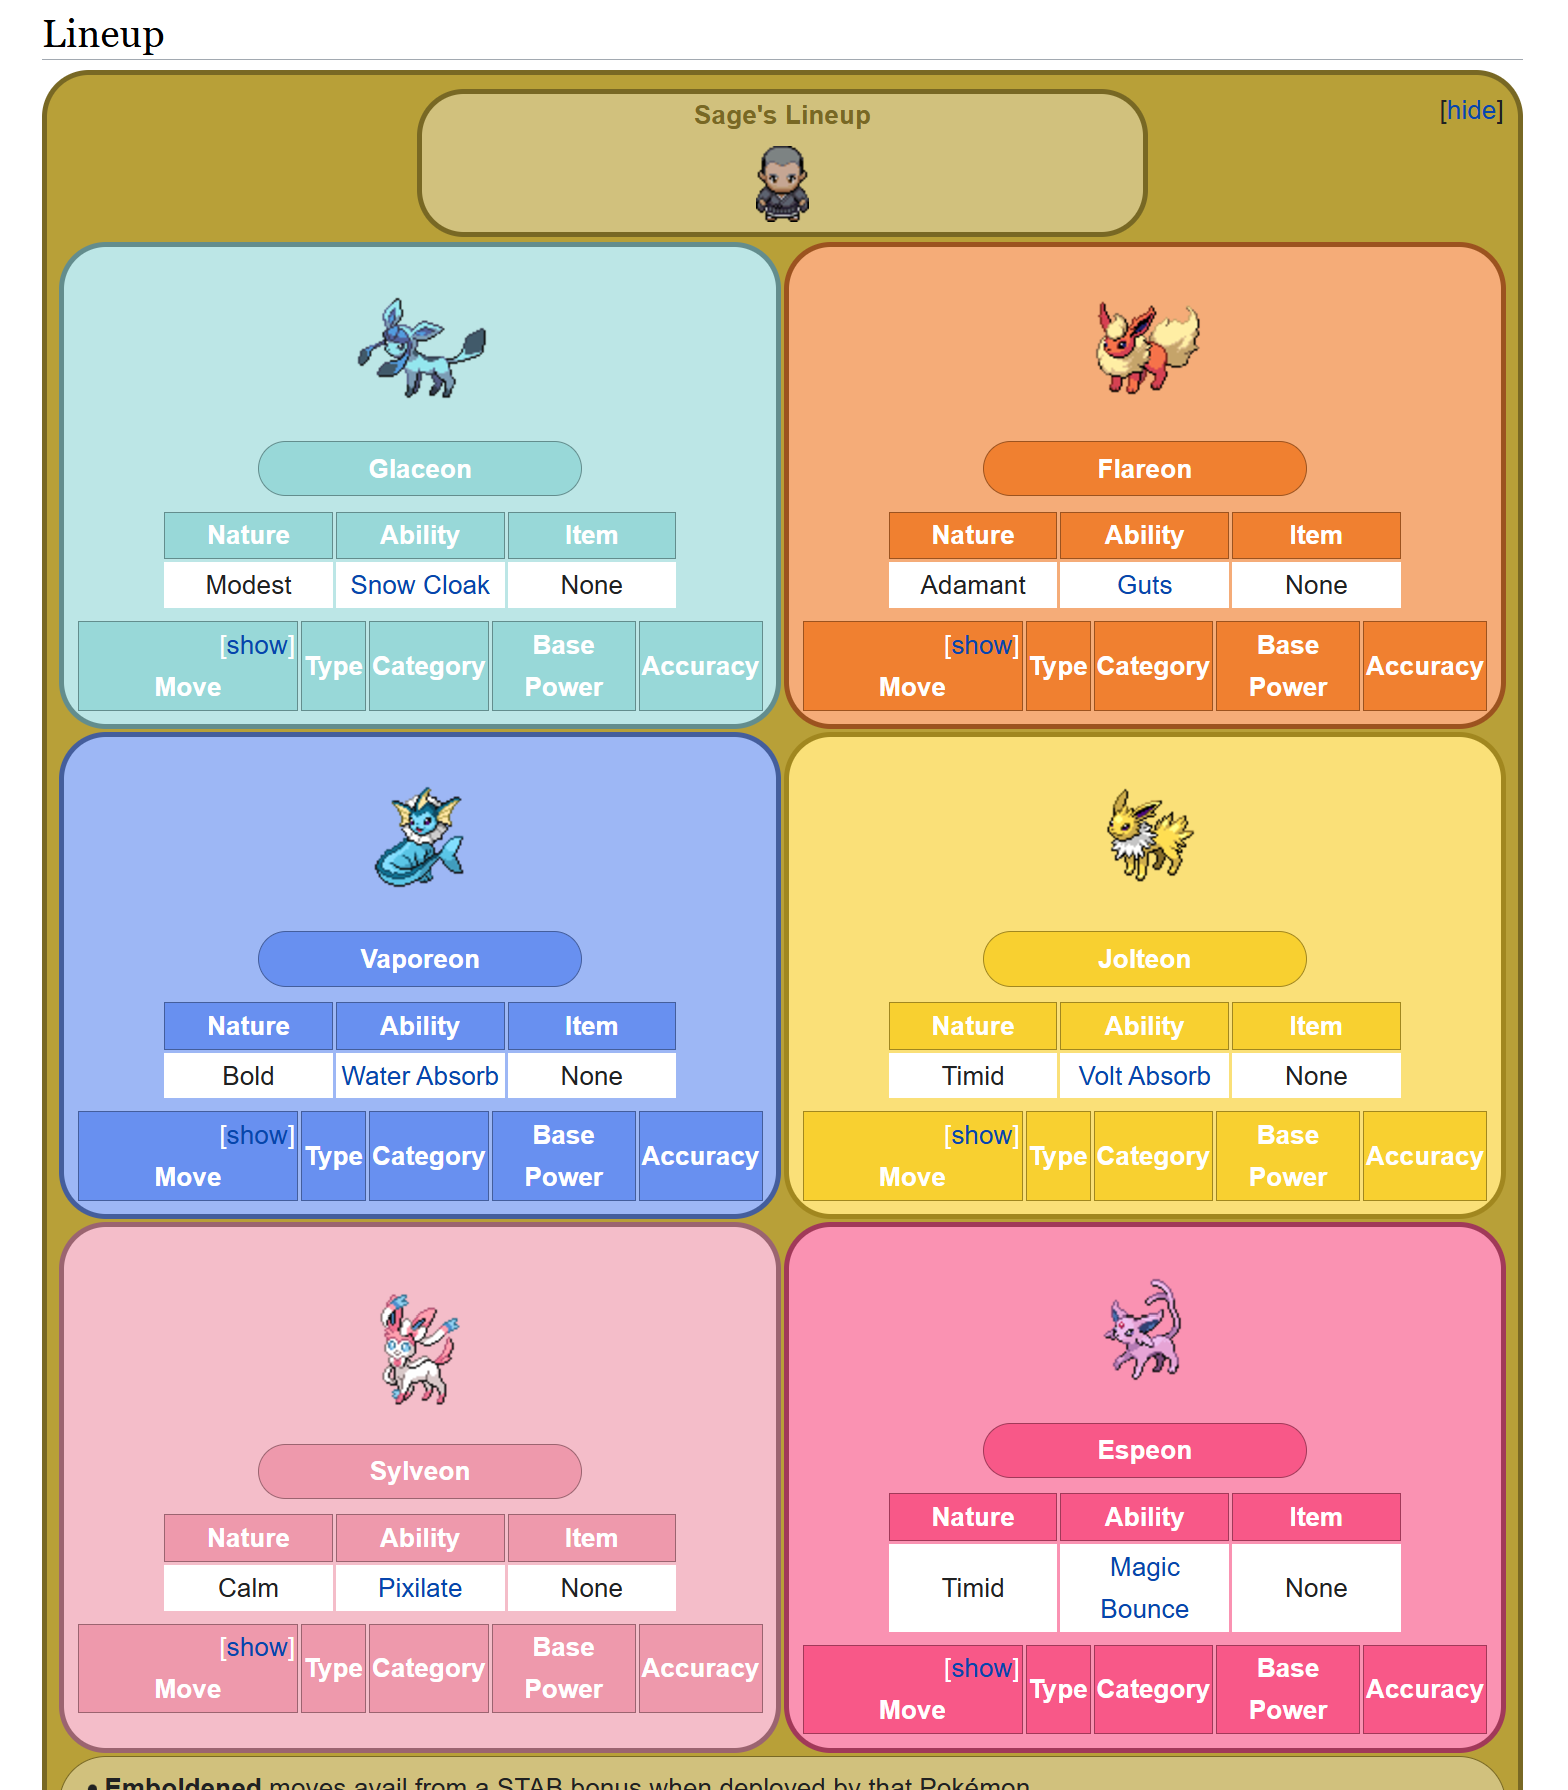 Lineup
Sage's Lineup
[hide]
Glaceon
Nature Ability Item
Modest Snow Cloak None
[show]
Move Type Category Base Power Accuracy
Flareon
Nature Ability Item
Adamant Guts None
[show]
Move Type Category Base Power Accuracy
Vaporeon
Nature Ability Item
Bold Water Absorb None
[show]
Move Type Category Base Power Accuracy
Jolteon
Nature Ability Item
Timid Volt Absorb None
[show]
Move Type Category Base Power Accuracy
Sylveon
Nature Ability Item
Calm Pixilate None
[show]
Move Type Category Base Power Accuracy
Espeon
Nature Ability Item
Timid Magic Bounce None
[show]
Move Type Category Base Power Accuracy
• Emboldened moves avail from a STAB bonus when deployed by that Pokémon